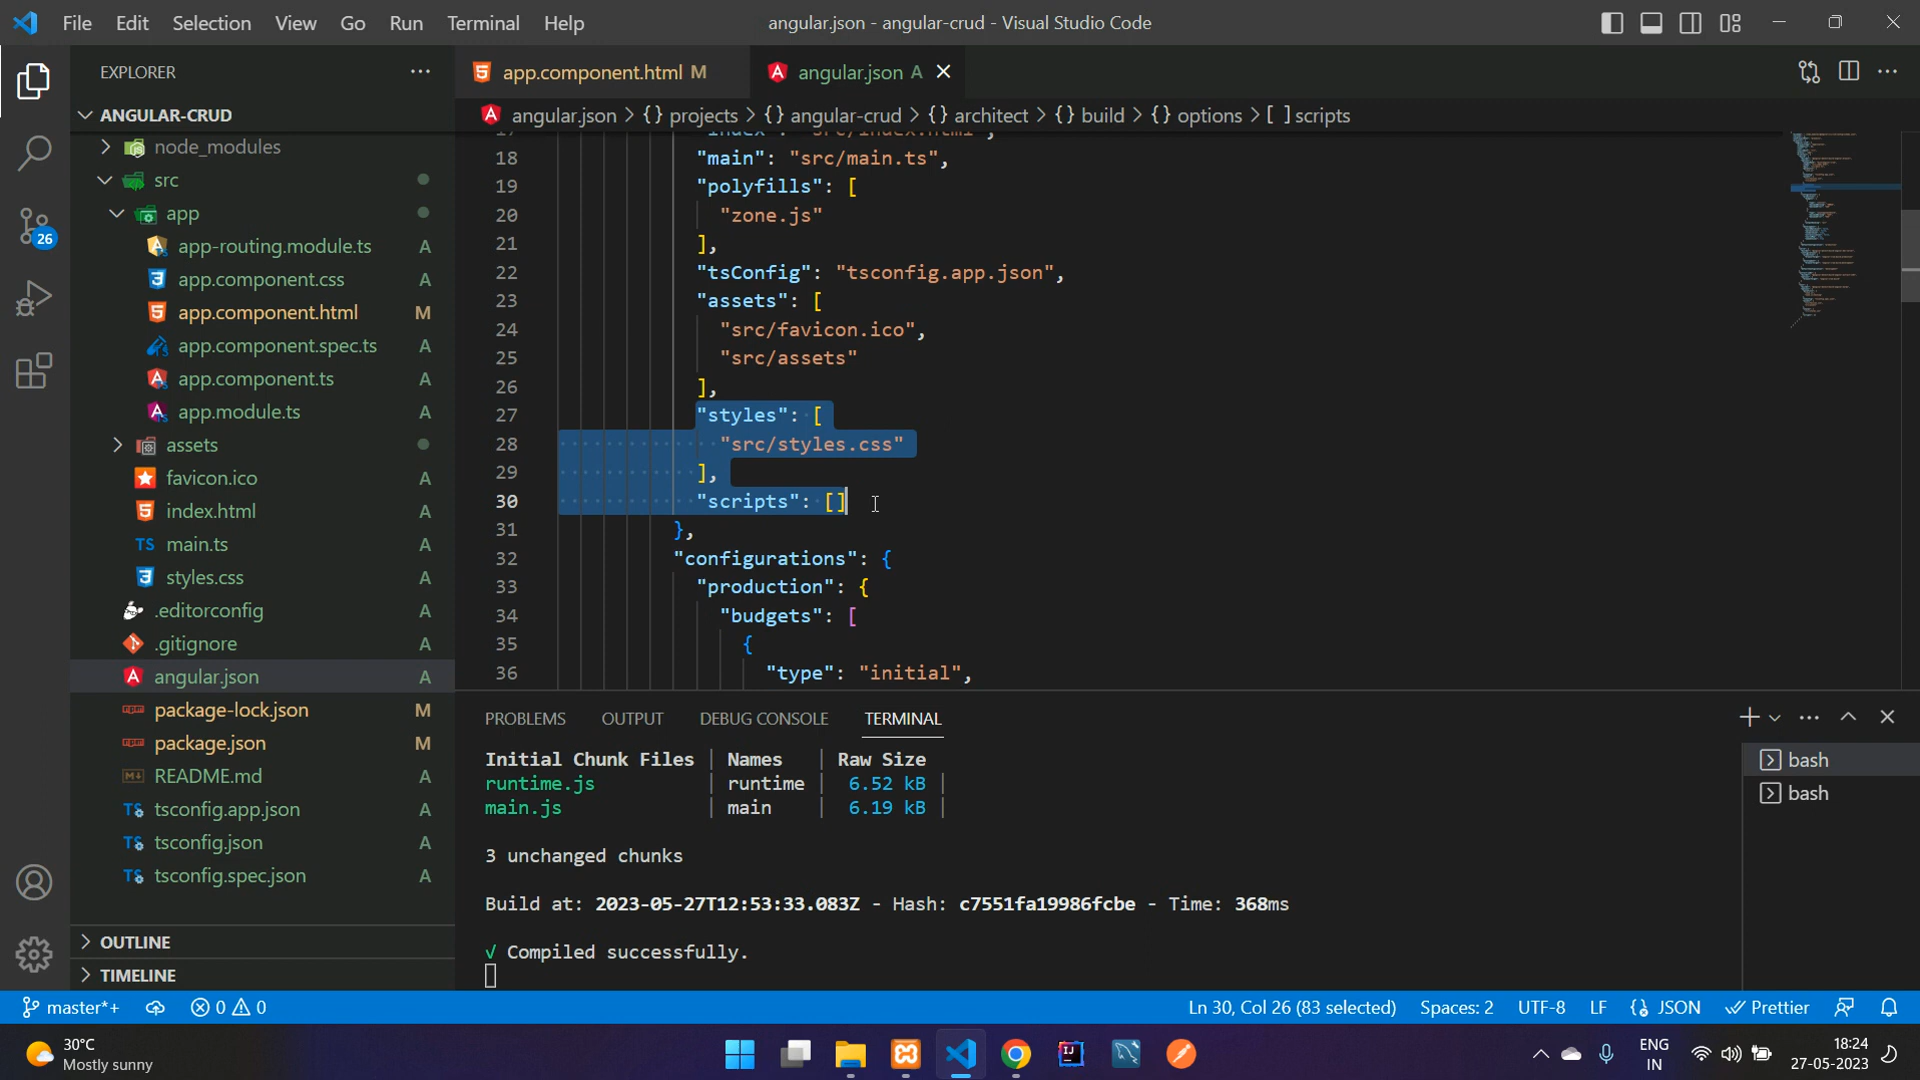 File Edit Selection View Go Run Terminal Help
angular.json - angular-crud - Visual Studio Code
EXPLORER
ANGULAR-CRUD
node_modules
src
app
app-routing.module.ts A
app.component.css A
app.component.html M
app.component.spec.ts A
app.component.ts A
app.module.ts A
assets
favicon.ico A
index.html A
TS main.ts A
styles.css A
.editorconfig A
.gitignore A
angular.json A
package-lock.json M
package.json M
README.md A
tsconfig.app.json A
tsconfig.json A
tsconfig.spec.json A
OUTLINE
TIMELINE
26
app.component.html M
angular.json A
angular.json > {} projects > {} angular-crud > {} architect > {} build > {} options > [ ] scripts
17 "index": "src/index.html",
18 "main": "src/main.ts",
19 "polyfills": [
20 "zone.js"
21 ],
22 "tsConfig": "tsconfig.app.json",
23 "assets": [
24 "src/favicon.ico",
25 "src/assets"
26 ],
27 "styles": [
28 "src/styles.css"
29 ],
30 "scripts": []
31 },
32 "configurations": {
33 "production": {
34 "budgets": [
35 {
36 "type": "initial",
PROBLEMS OUTPUT DEBUG CONSOLE TERMINAL
Initial Chunk Files | Names | Raw Size
runtime.js | runtime | 6.52 kB |
main.js | main | 6.19 kB |
3 unchanged chunks
Build at: 2023-05-27T12:53:33.083Z - Hash: c7551fa19986fcbe - Time: 368ms
√ Compiled successfully.
bash
bash
master*+ 0 0
Ln 30, Col 26 (83 selected) Spaces: 2 UTF-8 LF {} JSON Prettier
30°C
Mostly sunny
ENG
IN
18:24
27-05-2023